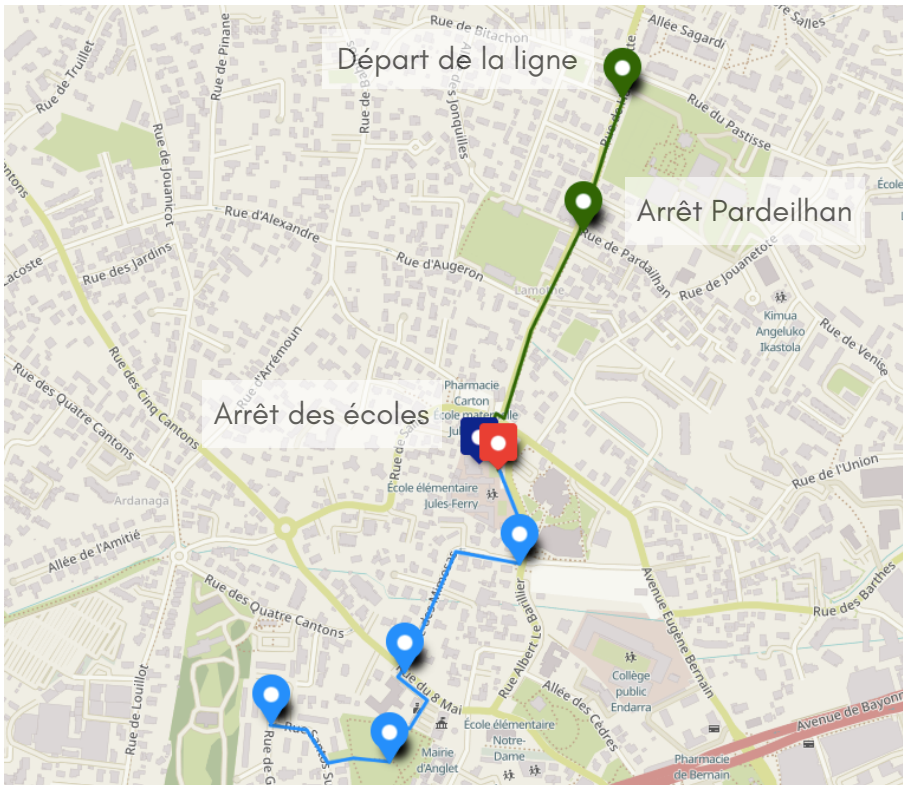 Allée Sagardi
Salles
Rue de Bitachon
Départ de la ligne
Rue de Pinane
Rue de Truillet
Rue du Pastisse
Rue de Jouanicot
Jonquilles
École
Arrêt Pardeilhan
Rue d'Alexandre
Rue de Pardailhan
Rue de Jouanetote
Rue des Jardins
Lacoste
Rue d'Augeron
Lamothe
Kimua
Angeluko
Ikastola
Rue de Venise
Rue d'Arrémoun
Rue des Cinq Cantons
Rue des Quatre Cantons
Pharmacie
Carton
Arrêt des écoles
École maternelle
Rue de l'Union
École élémentaire
Jules-Ferry
Ardanaga
Allée de l'Amitié
Rue des Quatre Cantons
des Mimosas
Avenue Eugène Bernain
Rue des Barthes
Rue Albert Le Barillier
Collège
public
Endarra
Rue de Louillot
Rue du 8 Mai
Allée des Cèdres
Avenue de Bayonne
Rue Santos
Rue de G
École élémentaire
Notre-
Dame
Mairie
d'Anglet
Pharmacie
de Bernain